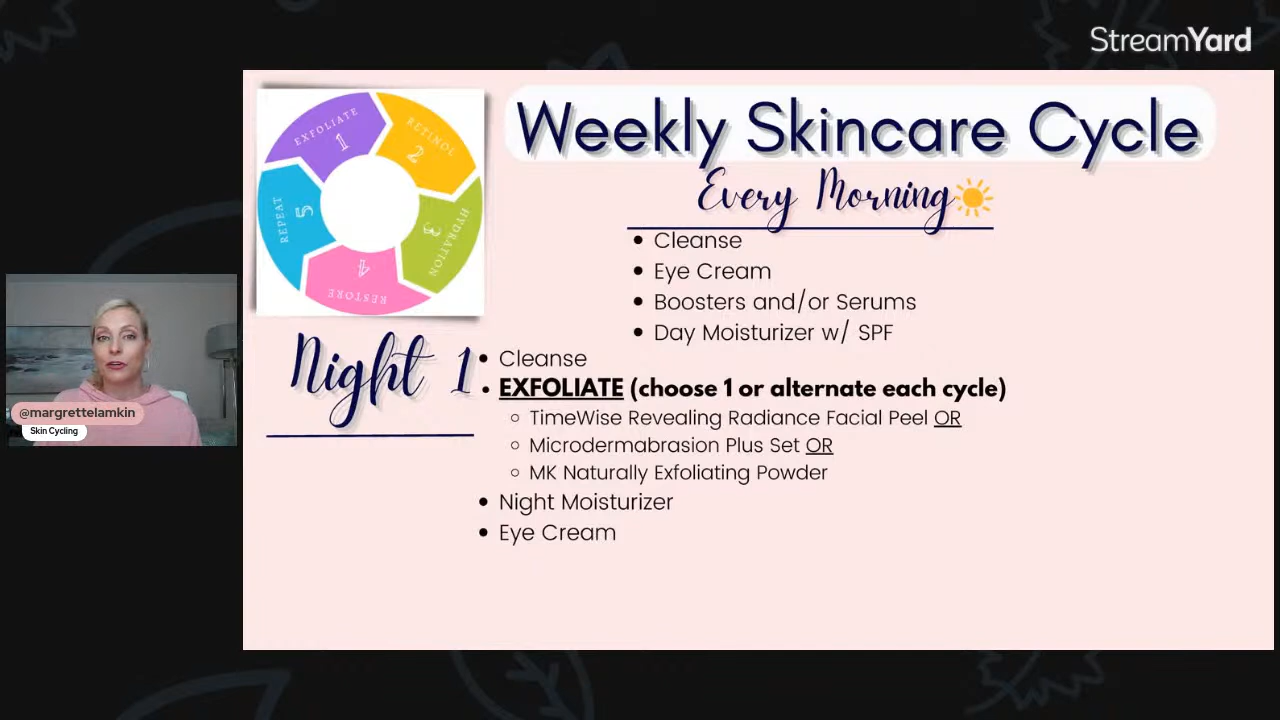 StreamYard
EXFOLIATE
1
RETINOL
2
HYDRATION
3
RESTORE
4
REPEAT
5
Weekly Skincare Cycle
Every Morning
• Cleanse
• Eye Cream
• Boosters and/or Serums
• Day Moisturizer w/ SPF
Night 1
• Cleanse
• EXFOLIATE (choose 1 or alternate each cycle)
○ TimeWise Revealing Radiance Facial Peel OR
○ Microdermabrasion Plus Set OR
○ MK Naturally Exfoliating Powder
• Night Moisturizer
• Eye Cream
@margrettelamkin
Skin Cycling